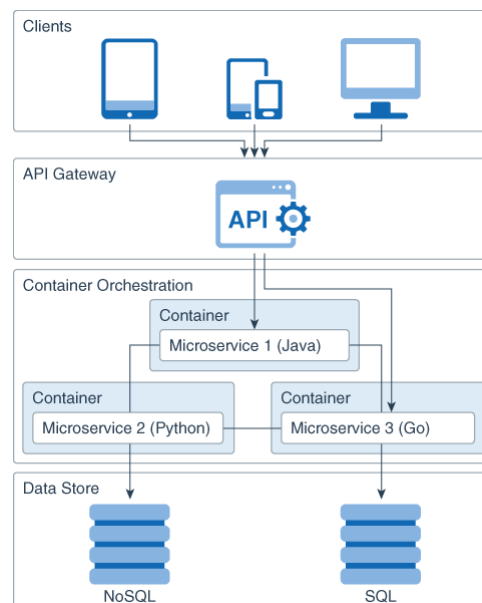 Clients
API Gateway
API
Container Orchestration
Container
Microservice 1 (Java)
Container
Container
Microservice 2 (Python)
Microservice 3 (Go)
Data Store
NoSQL
SQL